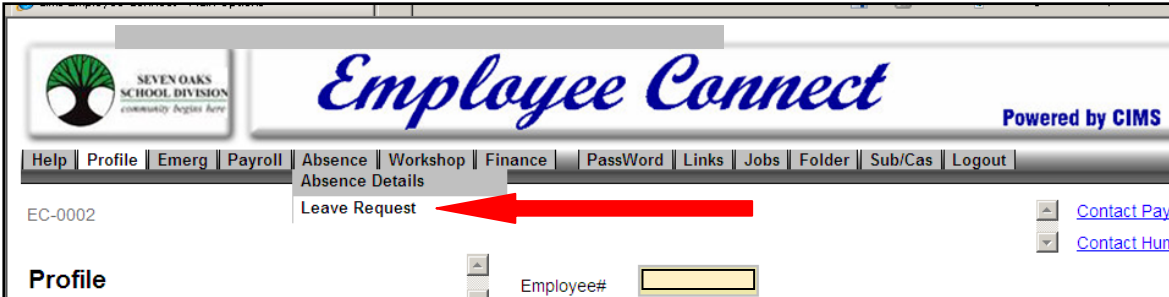 SEVEN OAKS
SCHOOL DIVISION
community begins here
Employee Connect
Powered by CIMS
Help Profile Emerg Payroll Absence Workshop Finance PassWord Links Jobs Folder Sub/Cas Logout
Absence Details
Leave Request
EC-0002
Contact Pay
Contact Hum
Profile
Employee#